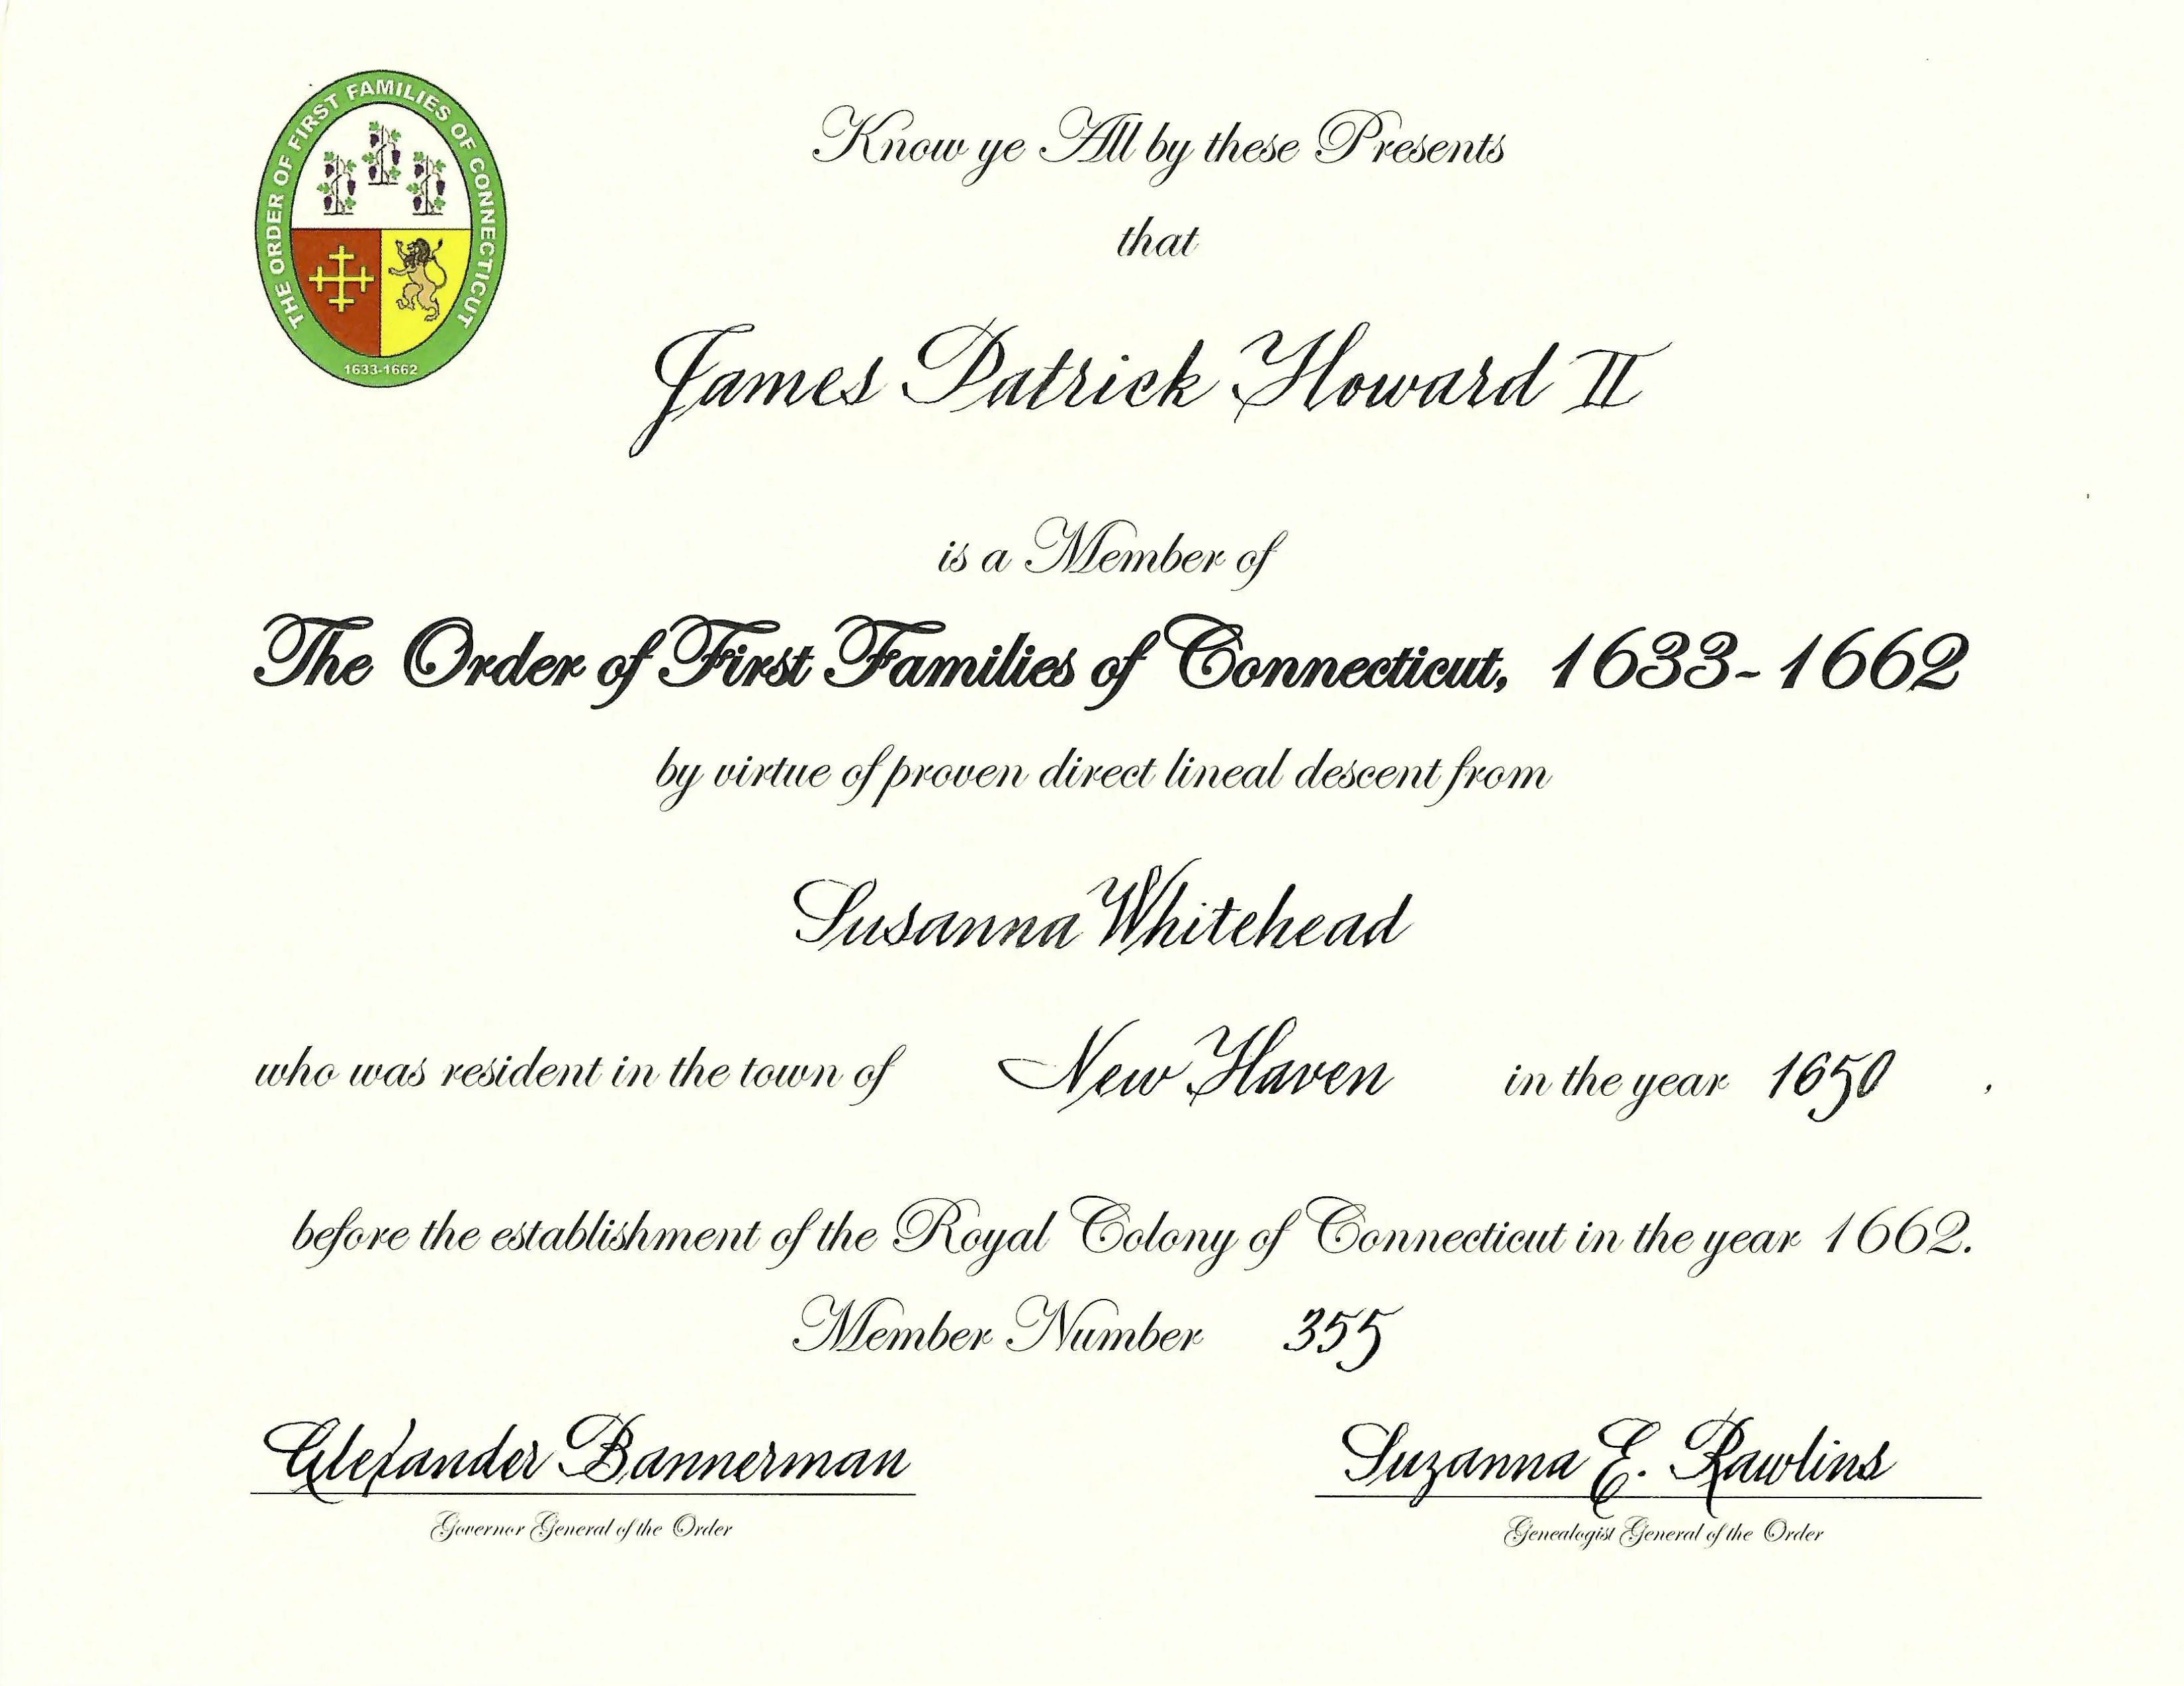 THE ORDER OF FIRST FAMILIES OF CONNECTICUT
1633-1662
Know ye All by these Presents
that
James Patrick Howard II
is a Member of
The Order of First Families of Connecticut, 1633-1662
by virtue of proven direct lineal descent from
Susanna Whitehead
who was resident in the town of New Haven in the year 1650 ,
before the establishment of the Royal Colony of Connecticut in the year 1662.
Member Number 355
Alexander Bannerman Suzanna E. Rawlins
Governor General of the Order Genealogist General of the Order